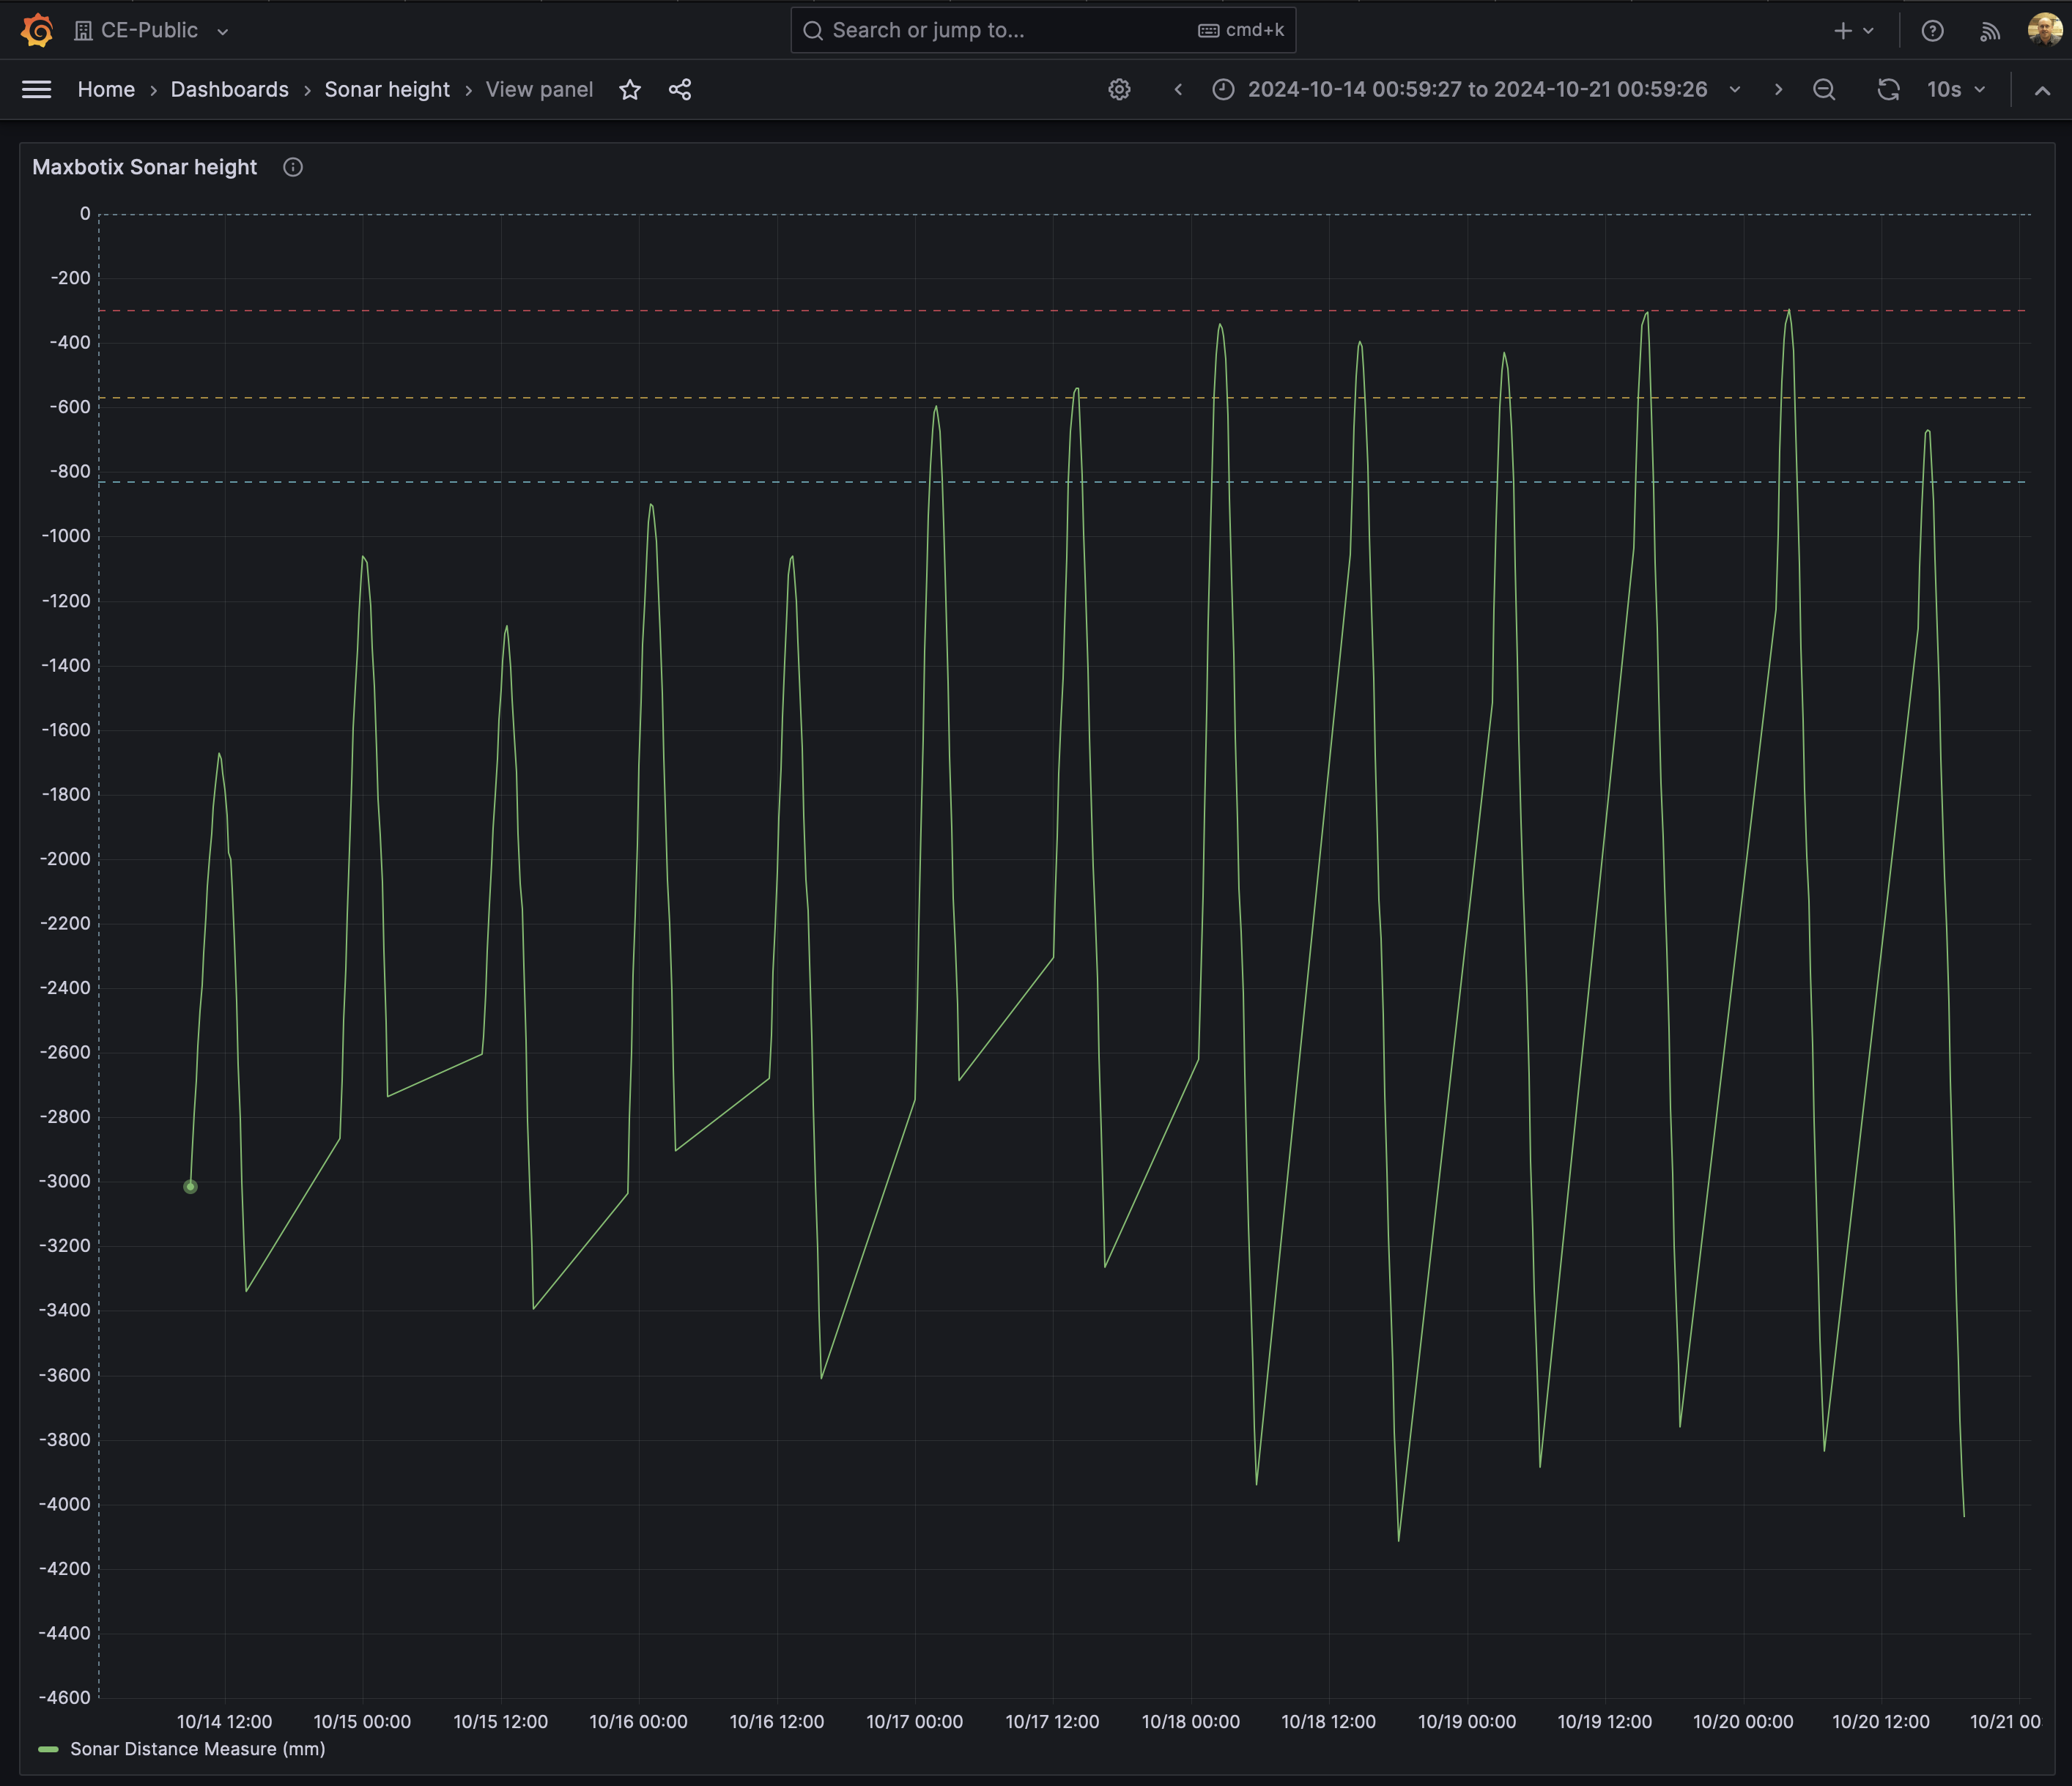 CE-Public
Search or jump to...
cmd+k
Home › Dashboards › Sonar height › View panel
2024-10-14 00:59:27 to 2024-10-21 00:59:26
10s
Maxbotix Sonar height
0
-200
-400
-600
-800
-1000
-1200
-1400
-1600
-1800
-2000
-2200
-2400
-2600
-2800
-3000
-3200
-3400
-3600
-3800
-4000
-4200
-4400
-4600
10/14 12:00 10/15 00:00 10/15 12:00 10/16 00:00 10/16 12:00 10/17 00:00 10/17 12:00 10/18 00:00 10/18 12:00 10/19 00:00 10/19 12:00 10/20 00:00 10/20 12:00 10/21 00
Sonar Distance Measure (mm)